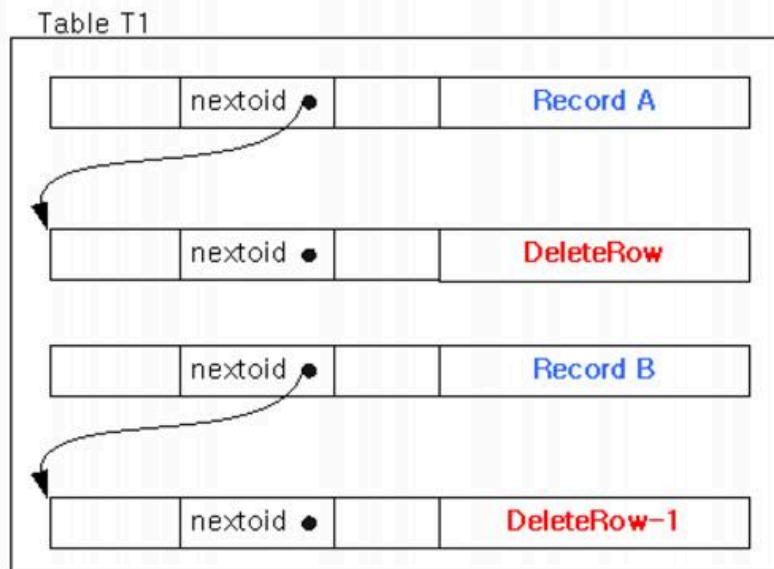 Table T1
nextoid Record A
nextoid DeleteRow
nextoid Record B
nextoid DeleteRow-1